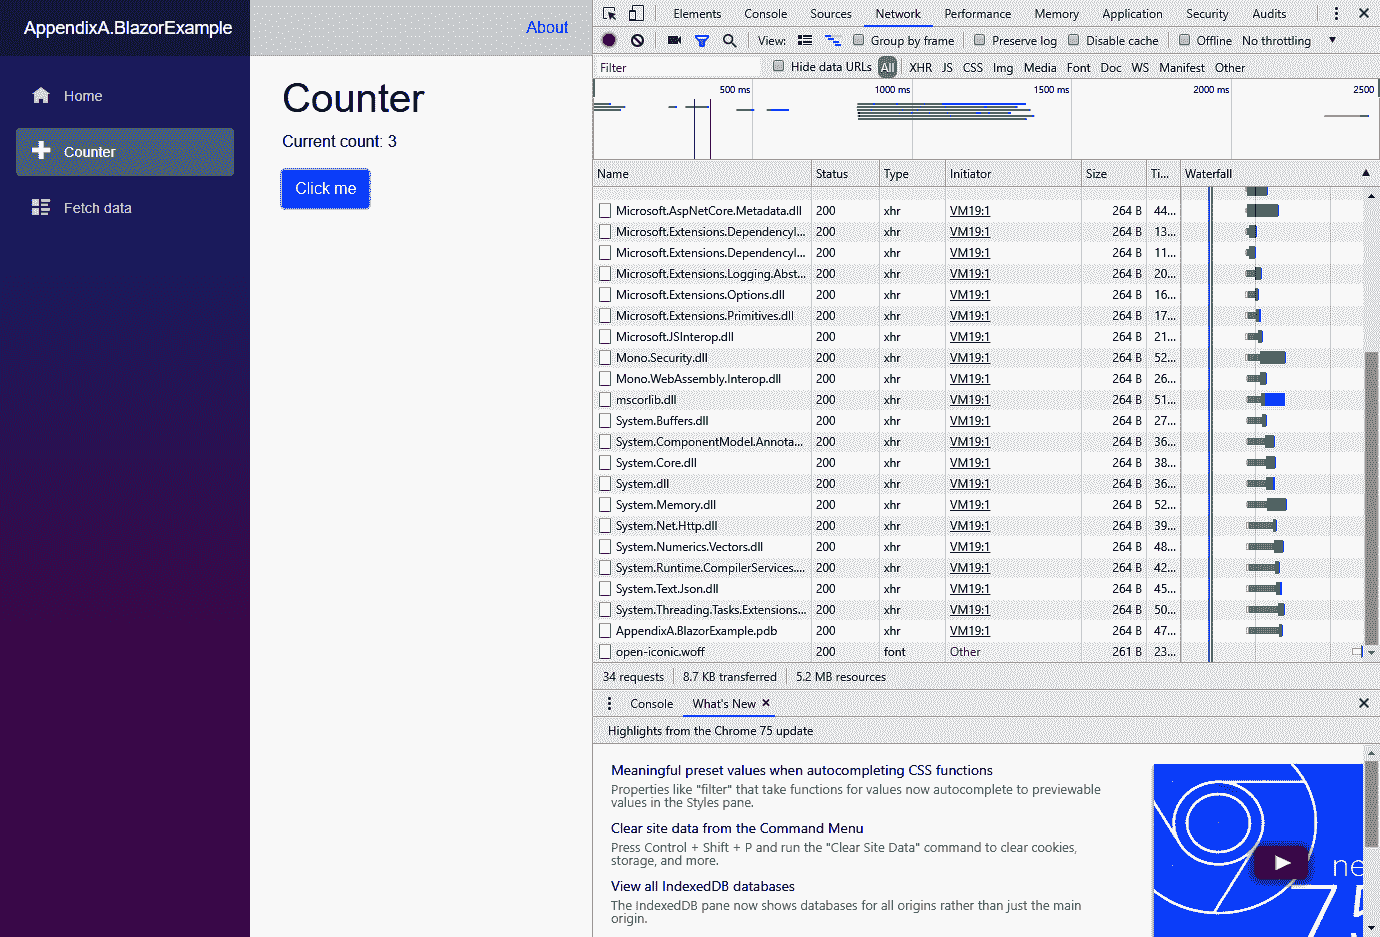 AppendixA.BlazorExample
About
Home
Counter
Fetch data
Counter
Current count: 3
Click me
Elements Console Sources Network Performance Memory Application Security Audits
View: Group by frame Preserve log Disable cache Offline No throttling
Filter Hide data URLs All XHR JS CSS Img Media Font Doc WS Manifest Other
500 ms 1000 ms 1500 ms 2000 ms 2500
Name Status Type Initiator Size Ti... Waterfall
Microsoft.AspNetCore.Metadata.dll 200 xhr VM19:1 264 B 44...
Microsoft.Extensions.DependencyI... 200 xhr VM19:1 264 B 13...
Microsoft.Extensions.DependencyI... 200 xhr VM19:1 264 B 11...
Microsoft.Extensions.Logging.Abst... 200 xhr VM19:1 264 B 20...
Microsoft.Extensions.Options.dll 200 xhr VM19:1 264 B 16...
Microsoft.Extensions.Primitives.dll 200 xhr VM19:1 264 B 17...
Microsoft.JSInterop.dll 200 xhr VM19:1 264 B 21...
Mono.Security.dll 200 xhr VM19:1 264 B 52...
Mono.WebAssembly.Interop.dll 200 xhr VM19:1 264 B 26...
mscorlib.dll 200 xhr VM19:1 264 B 51...
System.Buffers.dll 200 xhr VM19:1 264 B 27...
System.ComponentModel.Annota... 200 xhr VM19:1 264 B 36...
System.Core.dll 200 xhr VM19:1 264 B 38...
System.dll 200 xhr VM19:1 264 B 36...
System.Memory.dll 200 xhr VM19:1 264 B 52...
System.Net.Http.dll 200 xhr VM19:1 264 B 39...
System.Numerics.Vectors.dll 200 xhr VM19:1 264 B 48...
System.Runtime.CompilerServices.... 200 xhr VM19:1 264 B 42...
System.Text.Json.dll 200 xhr VM19:1 264 B 45...
System.Threading.Tasks.Extensions... 200 xhr VM19:1 264 B 50...
AppendixA.BlazorExample.pdb 200 xhr VM19:1 264 B 47...
open-iconic.woff 200 font Other 261 B 23...
34 requests 8.7 KB transferred 5.2 MB resources
Console What's New
Highlights from the Chrome 75 update
Meaningful preset values when autocompleting CSS functions
Properties like "filter" that take functions for values now autocomplete to previewable
values in the Styles pane.
Clear site data from the Command Menu
Press Control + Shift + P and run the "Clear Site Data" command to clear cookies,
storage, and more.
View all IndexedDB databases
The IndexedDB pane now shows databases for all origins rather than just the main
origin.
ne
75